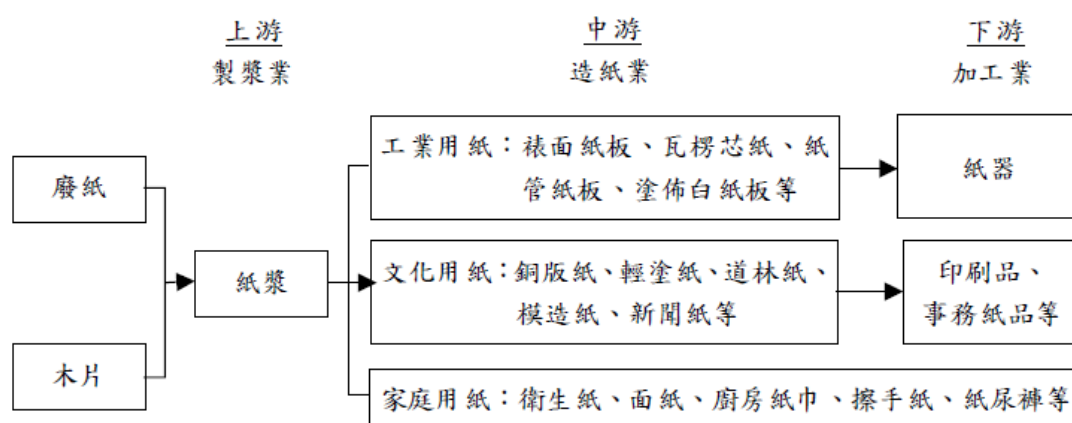 上游
製漿業
中游
造紙業
下游
加工業
廢紙
木片
紙漿
工業用紙：裱面紙板、瓦楞芯紙、紙
管紙板、塗佈白紙板等
紙器
文化用紙：銅版紙、輕塗紙、道林紙、
模造紙、新聞紙等
印刷品、
事務紙品等
家庭用紙：衛生紙、面紙、廚房紙巾、擦手紙、紙尿褲等